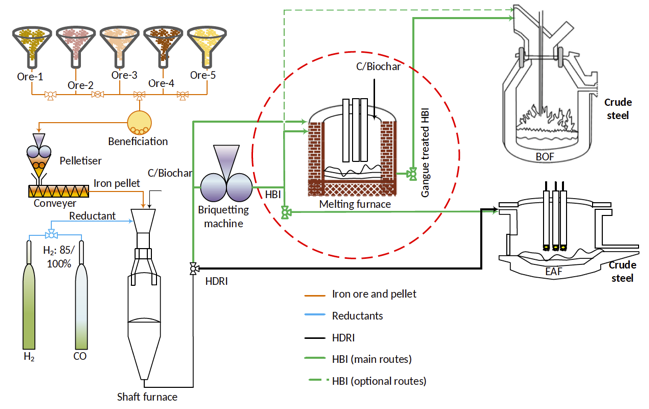 Ore-1
Ore-2
Ore-3
Ore-4
Ore-5
Beneficiation
Pelletiser
Iron pellet
Conveyer
C/Biochar
Reductant
H2: 85/
100%
H2
CO
Shaft furnace
Briquetting
machine
HBI
HDRI
C/Biochar
Melting furnace
Gangue treated HBI
BOF
Crude
steel
EAF
Crude
steel
Iron ore and pellet
Reductants
HDRI
HBI (main routes)
HBI (optional routes)